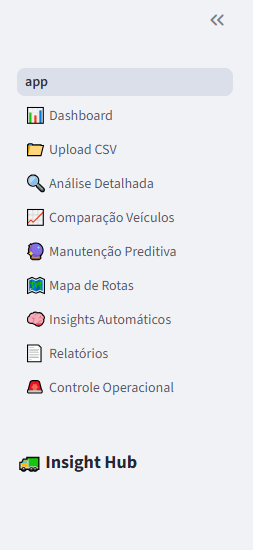 app
Dashboard
Upload CSV
Análise Detalhada
Comparação Veículos
Manutenção Preditiva
Mapa de Rotas
Insights Automáticos
Relatórios
Controle Operacional
Insight Hub